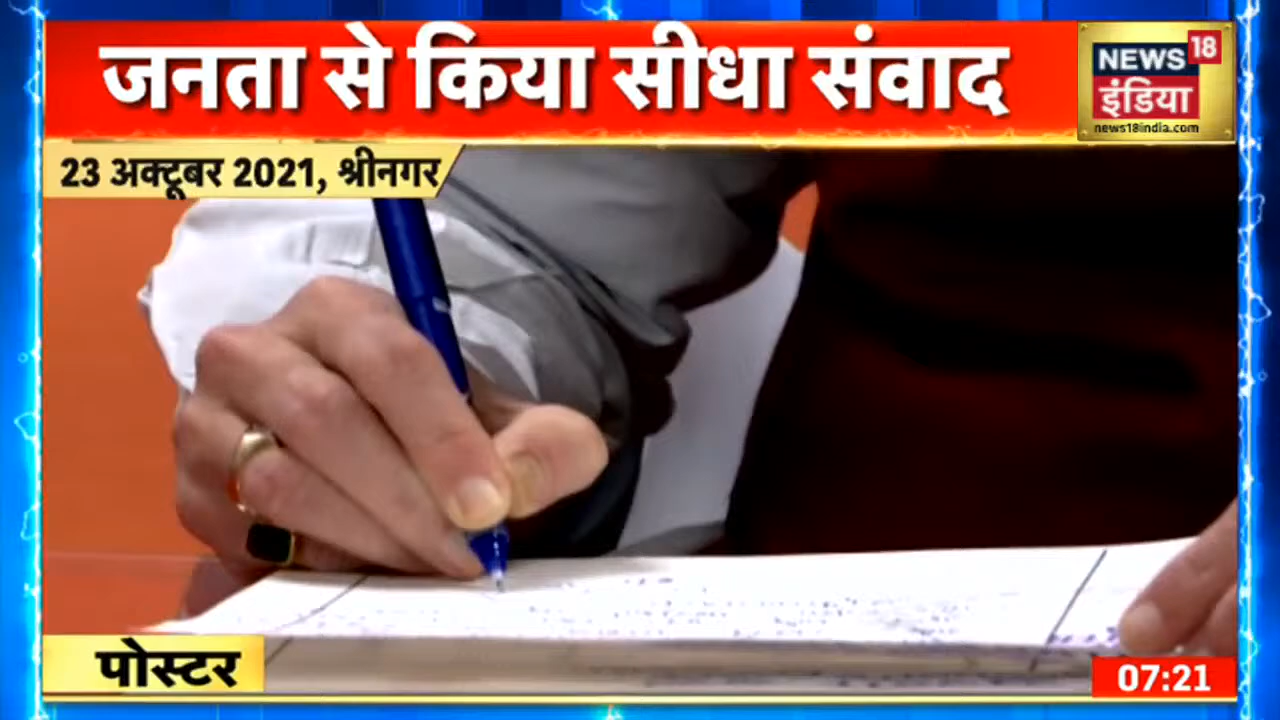 जनता से किया सीधा संवाद
NEWS 18
इंडिया
news18india.com
23 अक्टूबर 2021, श्रीनगर
पोस्टर
07:21